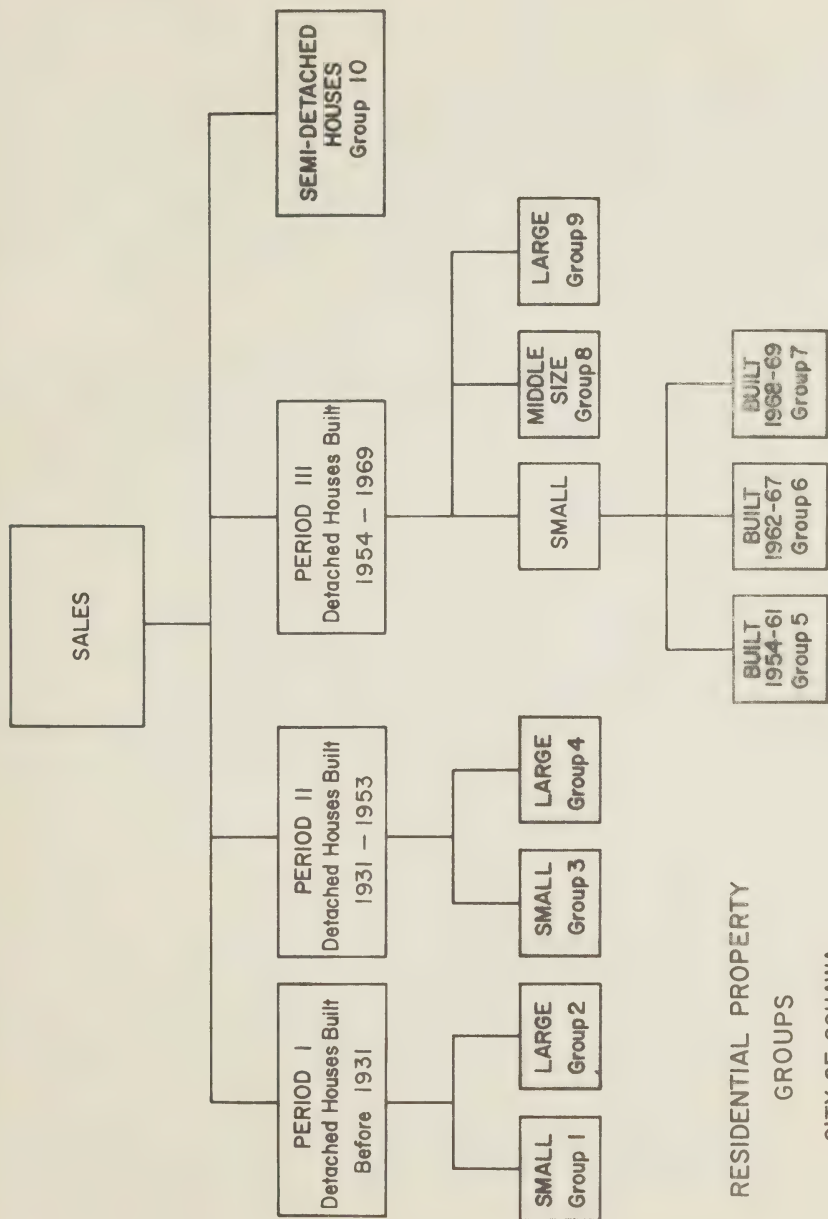 SALES
PERIOD I
Detached Houses Built
Before 1931
PERIOD II
Detached Houses Built
1931 – 1953
PERIOD III
Detached Houses Built
1954 – 1969
SEMI-DETACHED
HOUSES
Group 10
SMALL
Group 1
LARGE
Group 2
SMALL
Group 3
LARGE
Group 4
SMALL
MIDDLE
SIZE
Group 8
LARGE
Group 9
BUILT
1954-61
Group 5
BUILT
1962-67
Group 6
BUILT
1968-69
Group 7
RESIDENTIAL PROPERTY
GROUPS
CITY OF OSHAWA